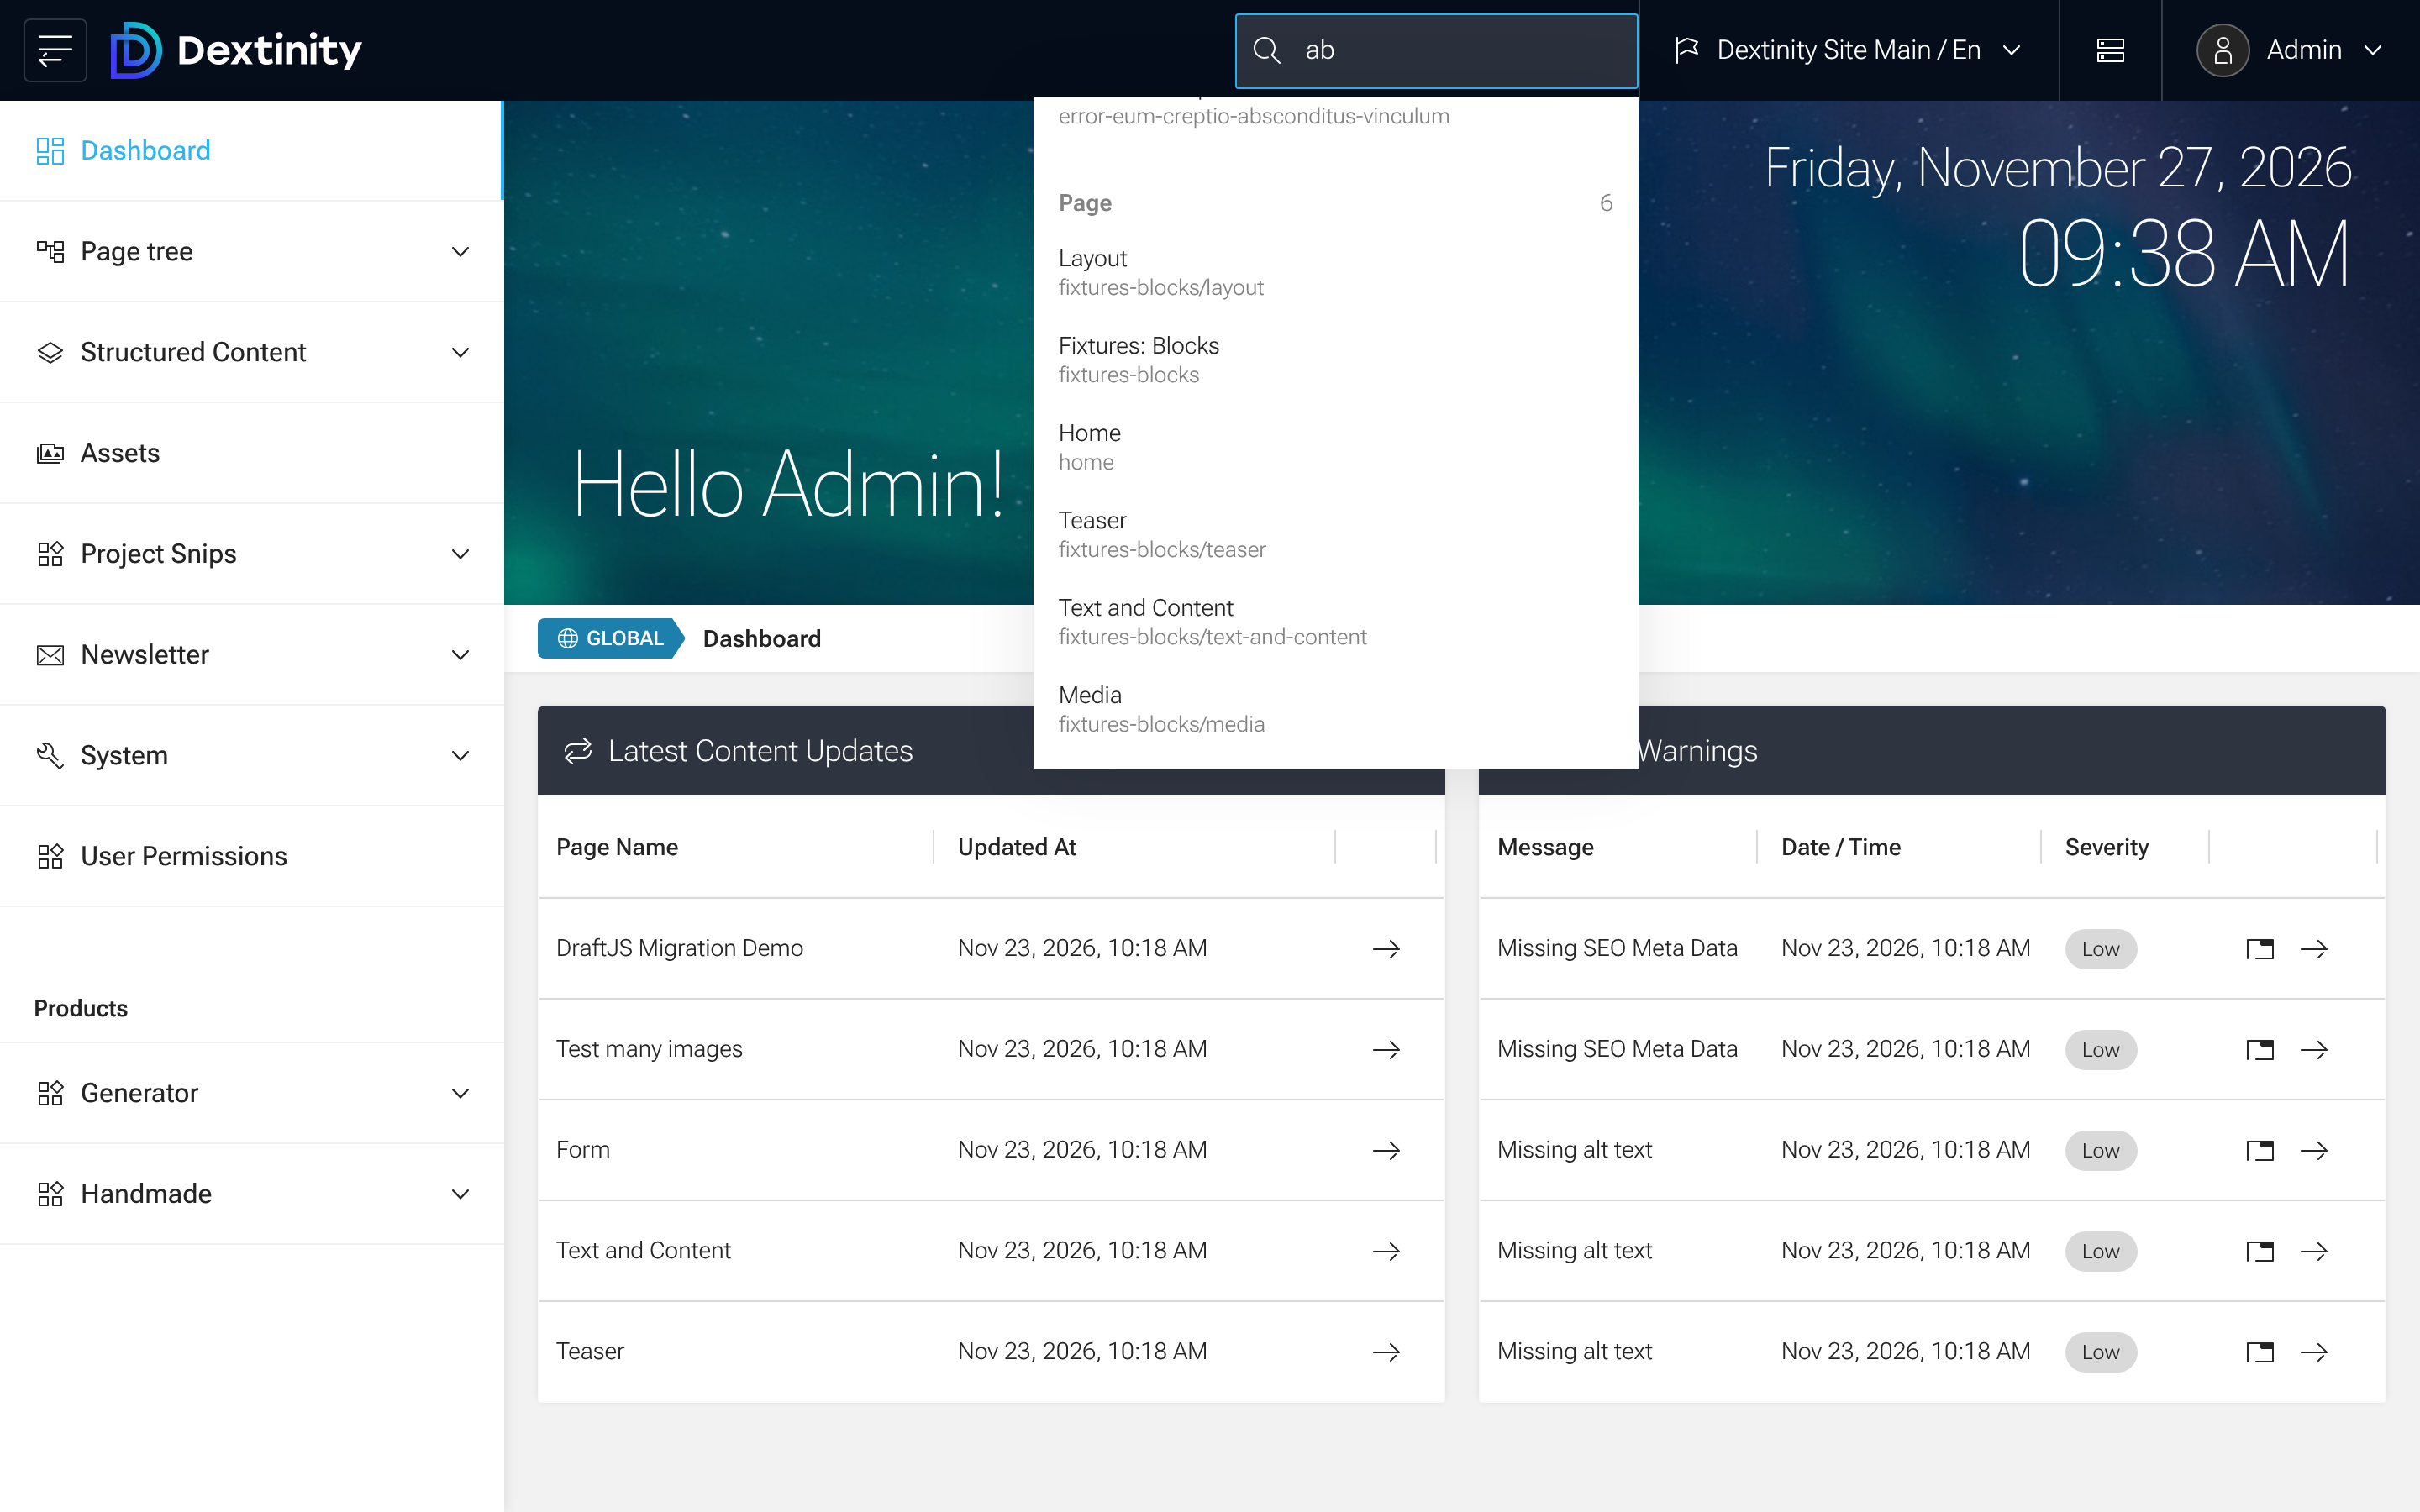 Dextinity
ab
Dextinity Site Main / En
Admin
Dashboard
Page tree
Structured Content
Assets
Project Snips
Newsletter
System
User Permissions
Products
Generator
Handmade
error-eum-creptio-absconditus-vinculum
Page 6
Layout
fixtures-blocks/layout
Fixtures: Blocks
fixtures-blocks
Home
home
Teaser
fixtures-blocks/teaser
Text and Content
fixtures-blocks/text-and-content
Media
fixtures-blocks/media
Friday, November 27, 2026
09:38 AM
Hello Admin!
GLOBAL Dashboard
Latest Content Updates
Page Name Updated At
DraftJS Migration Demo Nov 23, 2026, 10:18 AM
Test many images Nov 23, 2026, 10:18 AM
Form Nov 23, 2026, 10:18 AM
Text and Content Nov 23, 2026, 10:18 AM
Teaser Nov 23, 2026, 10:18 AM
Warnings
Message Date / Time Severity
Missing SEO Meta Data Nov 23, 2026, 10:18 AM Low
Missing SEO Meta Data Nov 23, 2026, 10:18 AM Low
Missing alt text Nov 23, 2026, 10:18 AM Low
Missing alt text Nov 23, 2026, 10:18 AM Low
Missing alt text Nov 23, 2026, 10:18 AM Low